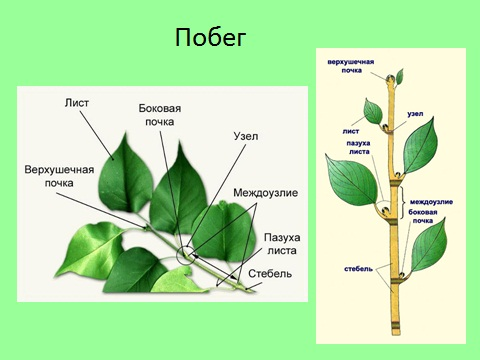 Побег
Лист
Боковая
почка
Узел
Верхушечная
почка
Междоузлие
Пазуха
листа
Стебель
верхушечная
почка
узел
лист
пазуха
листа
междоузлие
боковая
почка
стебель